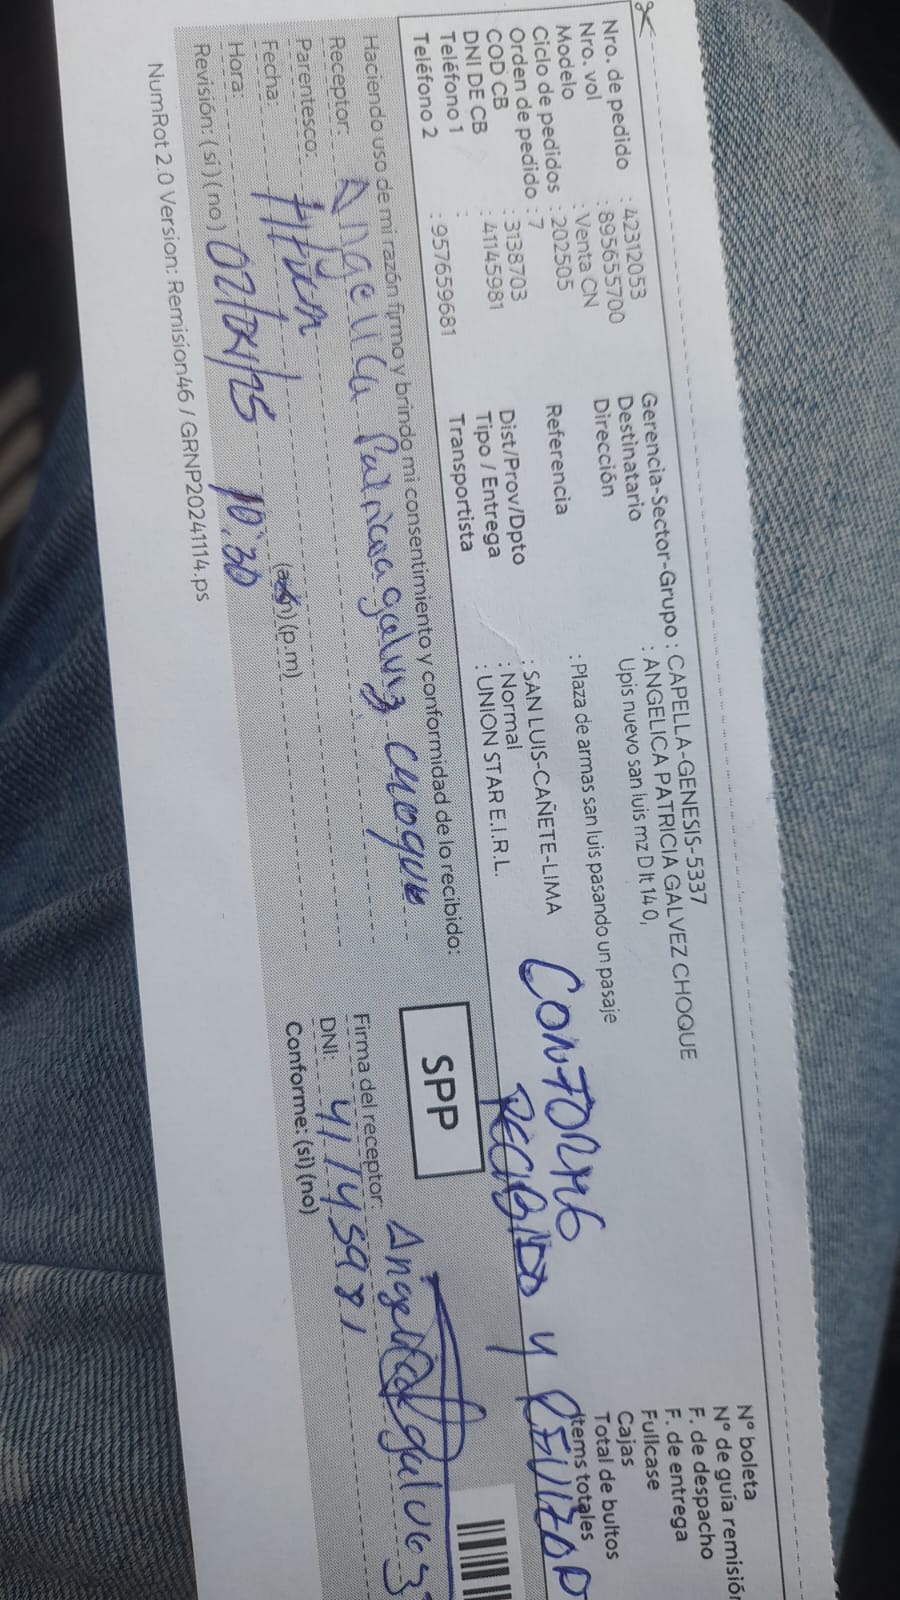 Nro. de pedido : 42312053
Nro. vol : 895655700
Modelo : Venta CN
Ciclo de pedidos : 202505
Orden de pedido : 7
COD CB : 3138703
DNI DE CB : 41145981
Teléfono 1 :
Teléfono 2 : 957659681
Gerencia-Sector-Grupo : CAPELLA-GENESIS-5337
Destinatario : ANGELICA PATRICIA GALVEZ CHOQUE
Dirección Upis nuevo san luis mz D lt 14 0,
Referencia : Plaza de armas san luis pasando un pasaje
Dist/Prov/Dpto : SAN LUIS-CAÑETE-LIMA
Tipo / Entrega : Normal
Transportista : UNION STAR E.I.R.L.
CONFORME
RECIBIDO y REVIZADO
Nº boleta
Nº de guía remisión
F. de despacho
F. de entrega
Fullcase
Cajas
Total de bultos
Items totales
Haciendo uso de mi razón firmo y brindo mi consentimiento y conformidad de lo recibido:
Receptor: Angelica Patricia galvez choque
Parentesco: titular
Fecha:
Hora: 02/04/25 10:30 (a.m) (p.m)
Revisión: (si) (no)
SPP
Firma del receptor: Angelica galvez
DNI: 41145981
Conforme: (si) (no)
NumRot 2.0 Version: Remision46 / GRNP20241114.ps